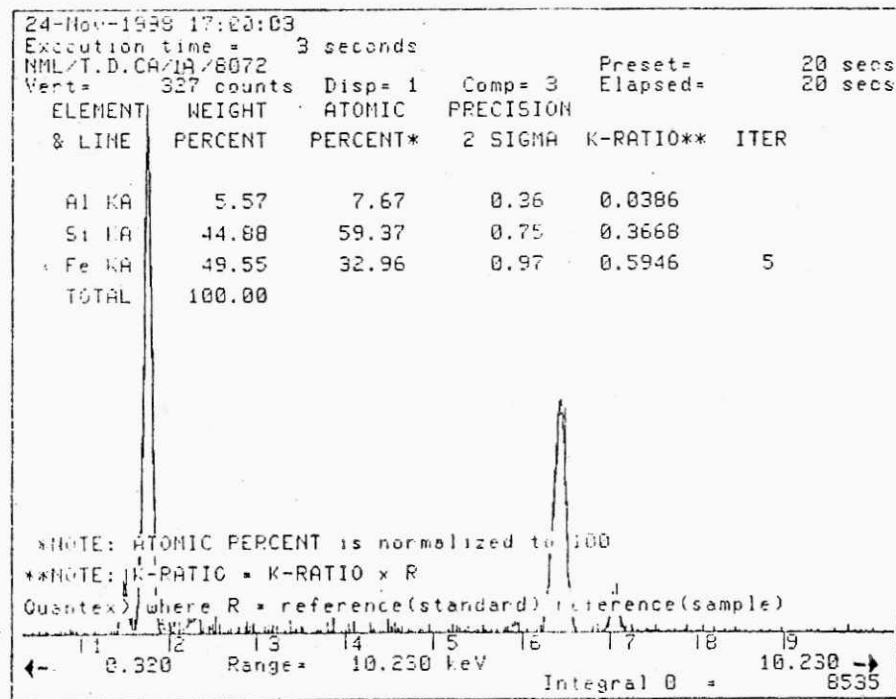 24-Nov-1998 17:20:03
Execution time = 3 seconds
NML/T.D.CA/1A/8072 Preset= 20 secs
Vert= 327 counts Disp= 1 Comp= 3 Elapsed= 20 secs
ELEMENT WEIGHT ATOMIC PRECISION
& LINE PERCENT PERCENT* 2 SIGMA K-RATIO** ITER
Al KA 5.57 7.67 0.36 0.0386
Si KA 44.88 59.37 0.75 0.3668
Fe KA 49.55 32.96 0.97 0.5946 5
TOTAL 100.00
*NOTE: ATOMIC PERCENT is normalized to 100
**NOTE: K-RATIO = K-RATIO x R
Quantex> where R = reference(standard) reference(sample)
1 2 3 4 5 6 7 8 9
←- 0.320 Range= 10.230 keV 10.230 -→
Integral 0 = 8535